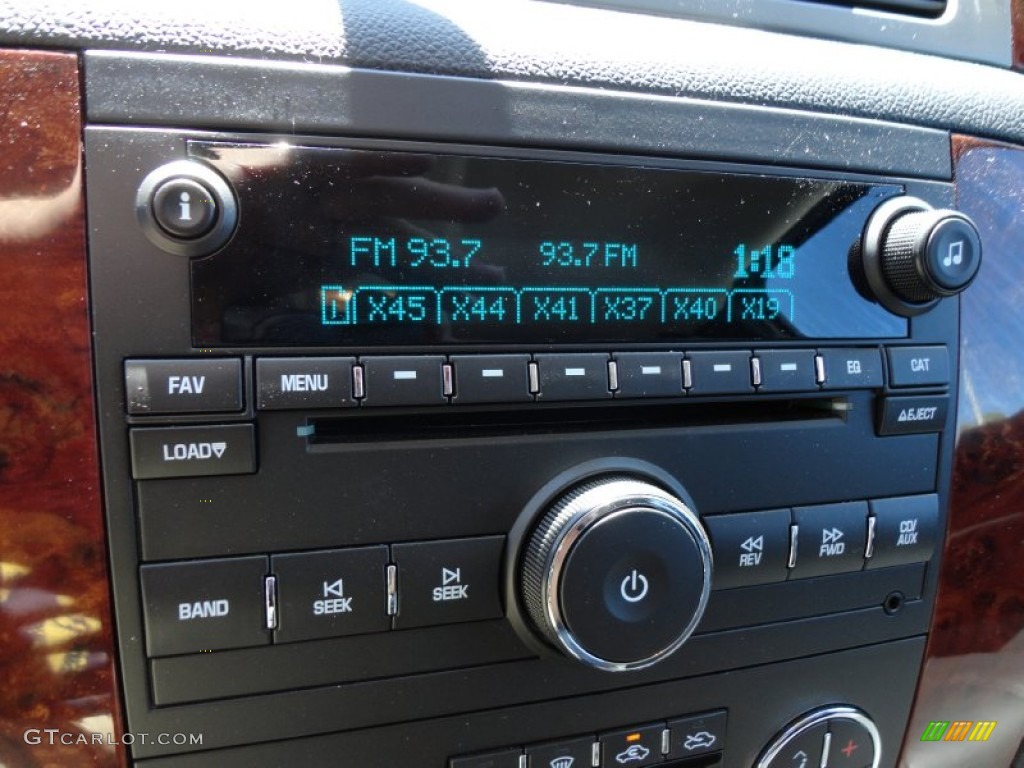 i
FM 93.7 93.7 FM 1:18
1 X45 X44 X41 X37 X40 X19
FAV MENU EQ CAT
LOAD EJECT
BAND SEEK SEEK REV FWD CD/
AUX
GTCARLOT.COM